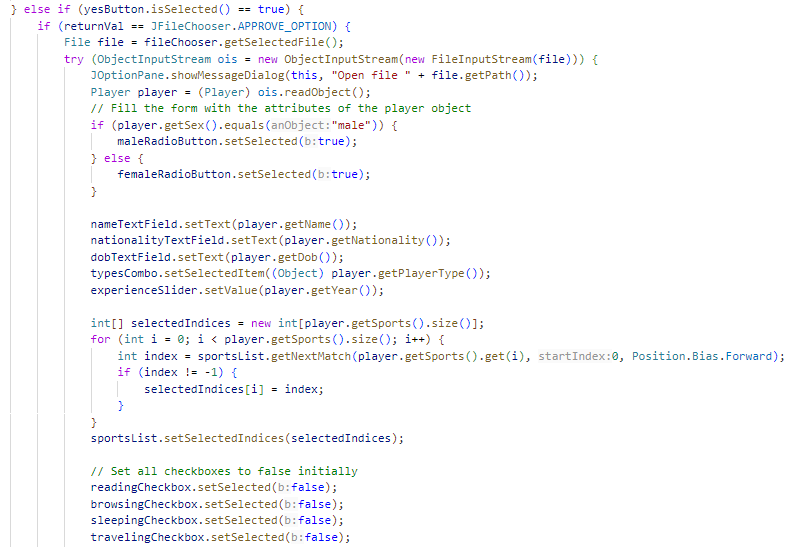 } else if (yesButton.isSelected() == true) {
if (returnVal == JFileChooser.APPROVE_OPTION) {
File file = fileChooser.getSelectedFile();
try (ObjectInputStream ois = new ObjectInputStream(new FileInputStream(file))) {
JOptionPane.showMessageDialog(this, "Open file " + file.getPath());
Player player = (Player) ois.readObject();
// Fill the form with the attributes of the player object
if (player.getSex().equals(anObject:"male")) {
maleRadioButton.setSelected(b:true);
} else {
femaleRadioButton.setSelected(b:true);
}
nameTextField.setText(player.getName());
nationalityTextField.setText(player.getNationality());
dobTextField.setText(player.getDob());
typesCombo.setSelectedItem((Object) player.getPlayerType());
experienceSlider.setValue(player.getYear());
int[] selectedIndices = new int[player.getSports().size()];
for (int i = 0; i < player.getSports().size(); i++) {
int index = sportsList.getNextMatch(player.getSports().get(i), startIndex:0, Position.Bias.Forward);
if (index != -1) {
selectedIndices[i] = index;
}
}
sportsList.setSelectedIndices(selectedIndices);
// Set all checkboxes to false initially
readingCheckbox.setSelected(b:false);
browsingCheckbox.setSelected(b:false);
sleepingCheckbox.setSelected(b:false);
travelingCheckbox.setSelected(b:false);